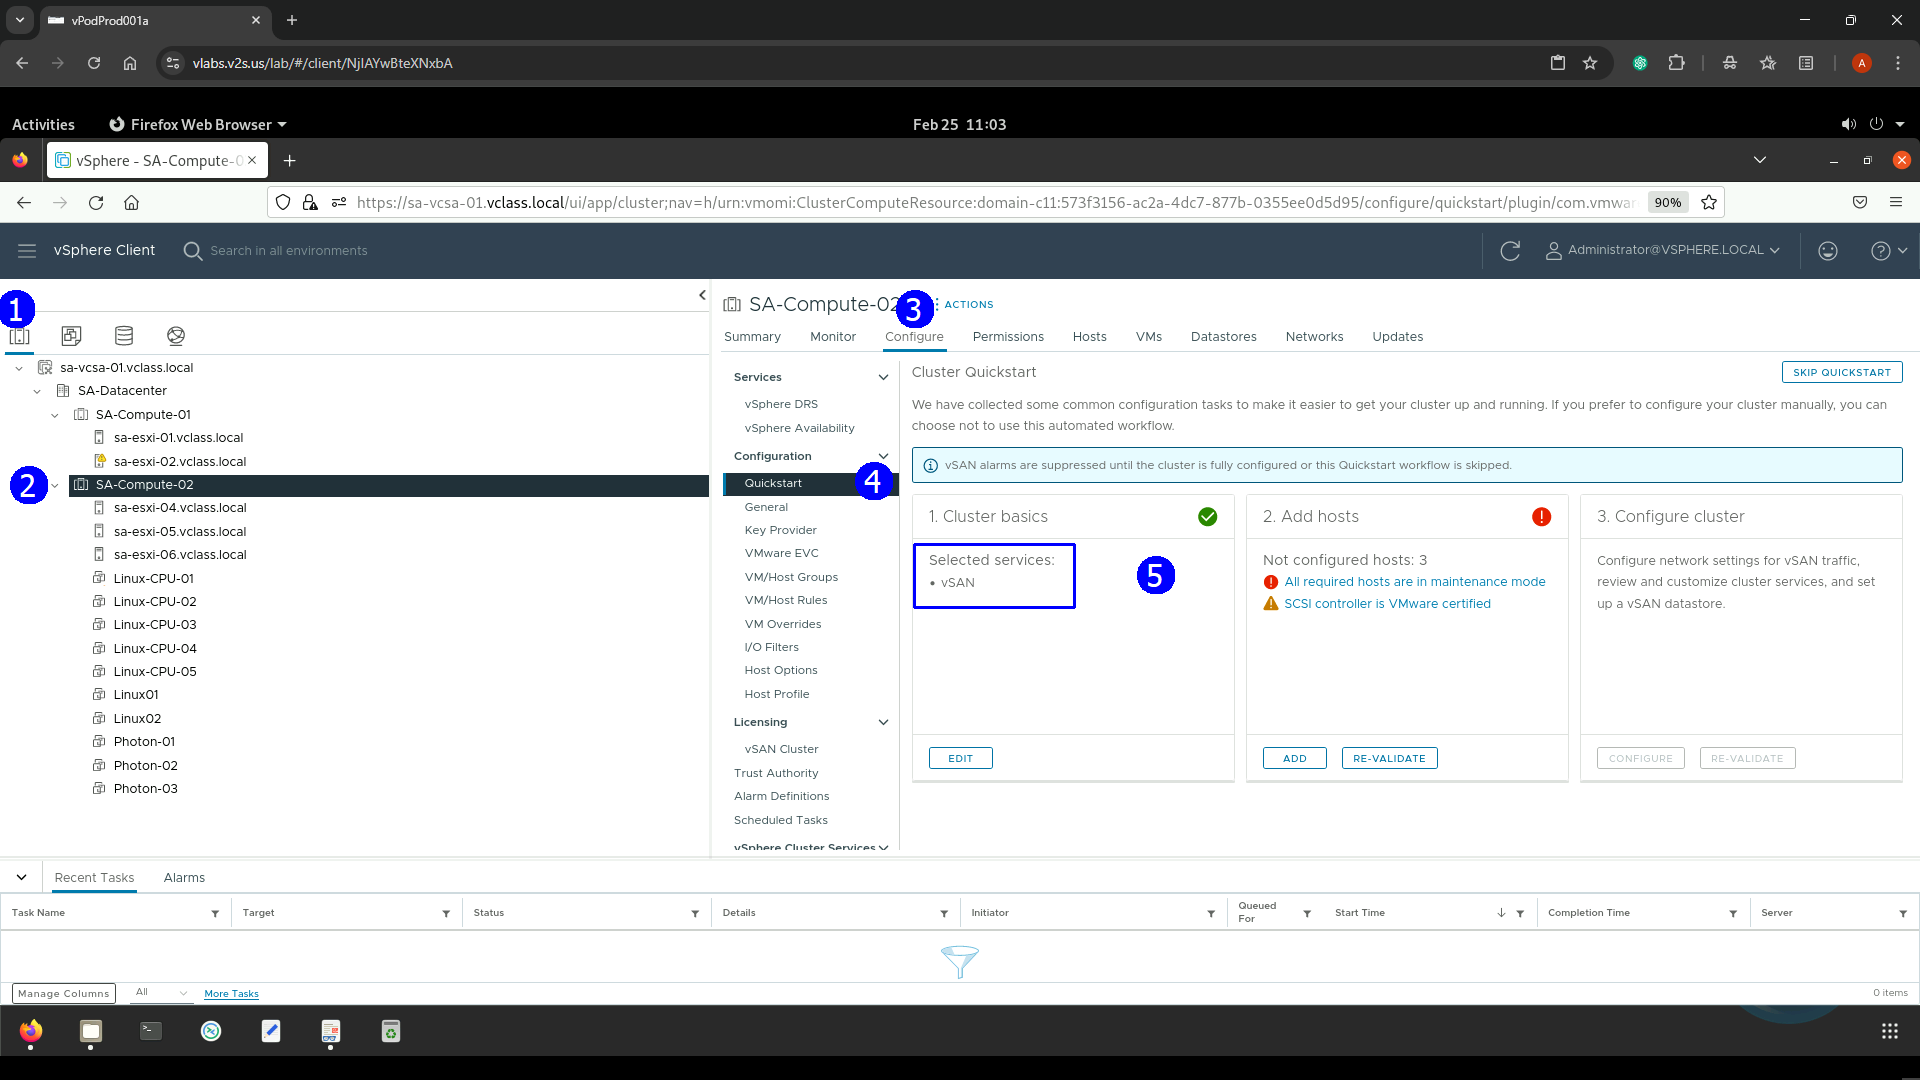 vPodProd001a
vlabs.v2s.us/lab/#/client/NjIAYwBteXNxbA
A
Activities
Firefox Web Browser
Feb 25 11:03
vSphere - SA-Compute-0
https://sa-vcsa-01.vclass.local/ui/app/cluster;nav=h/urn:vmomi:ClusterComputeResource:domain-c11:573f3156-ac2a-4dc7-877b-0355ee0d5d95/configure/quickstart/plugin/com.vmwar
90%
vSphere Client
Search in all environments
Administrator@VSPHERE.LOCAL
1
sa-vcsa-01.vclass.local
SA-Datacenter
SA-Compute-01
sa-esxi-01.vclass.local
sa-esxi-02.vclass.local
2
SA-Compute-02
sa-esxi-04.vclass.local
sa-esxi-05.vclass.local
sa-esxi-06.vclass.local
Linux-CPU-01
Linux-CPU-02
Linux-CPU-03
Linux-CPU-04
Linux-CPU-05
Linux01
Linux02
Photon-01
Photon-02
Photon-03
SA-Compute-02
3
ACTIONS
Summary
Monitor
Configure
Permissions
Hosts
VMs
Datastores
Networks
Updates
Services
vSphere DRS
vSphere Availability
Configuration
Quickstart
4
General
Key Provider
VMware EVC
VM/Host Groups
VM/Host Rules
VM Overrides
I/O Filters
Host Options
Host Profile
Licensing
vSAN Cluster
Trust Authority
Alarm Definitions
Scheduled Tasks
vSphere Cluster Services
Cluster Quickstart
SKIP QUICKSTART
We have collected some common configuration tasks to make it easier to get your cluster up and running. If you prefer to configure your cluster manually, you can
choose not to use this automated workflow.
vSAN alarms are suppressed until the cluster is fully configured or this Quickstart workflow is skipped.
1. Cluster basics
Selected services:
• vSAN
5
EDIT
2. Add hosts
Not configured hosts: 3
All required hosts are in maintenance mode
SCSI controller is VMware certified
ADD
RE-VALIDATE
3. Configure cluster
Configure network settings for vSAN traffic,
review and customize cluster services, and set
up a vSAN datastore.
CONFIGURE
RE-VALIDATE
Recent Tasks
Alarms
Task Name
Target
Status
Details
Initiator
Queued
For
Start Time
Completion Time
Server
Manage Columns
All
More Tasks
0 items